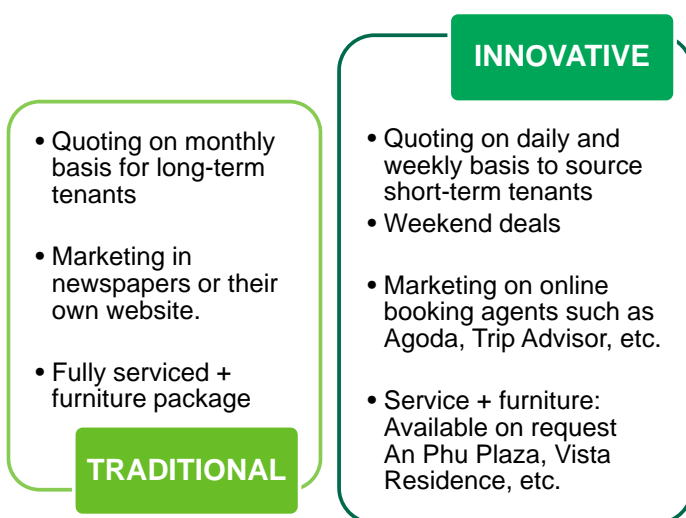 • Quoting on monthly
basis for long-term
tenants
• Marketing in
newspapers or their
own website.
• Fully serviced +
furniture package
TRADITIONAL
INNOVATIVE
• Quoting on daily and
weekly basis to source
short-term tenants
• Weekend deals
• Marketing on online
booking agents such as
Agoda, Trip Advisor, etc.
• Service + furniture:
Available on request
An Phu Plaza, Vista
Residence, etc.